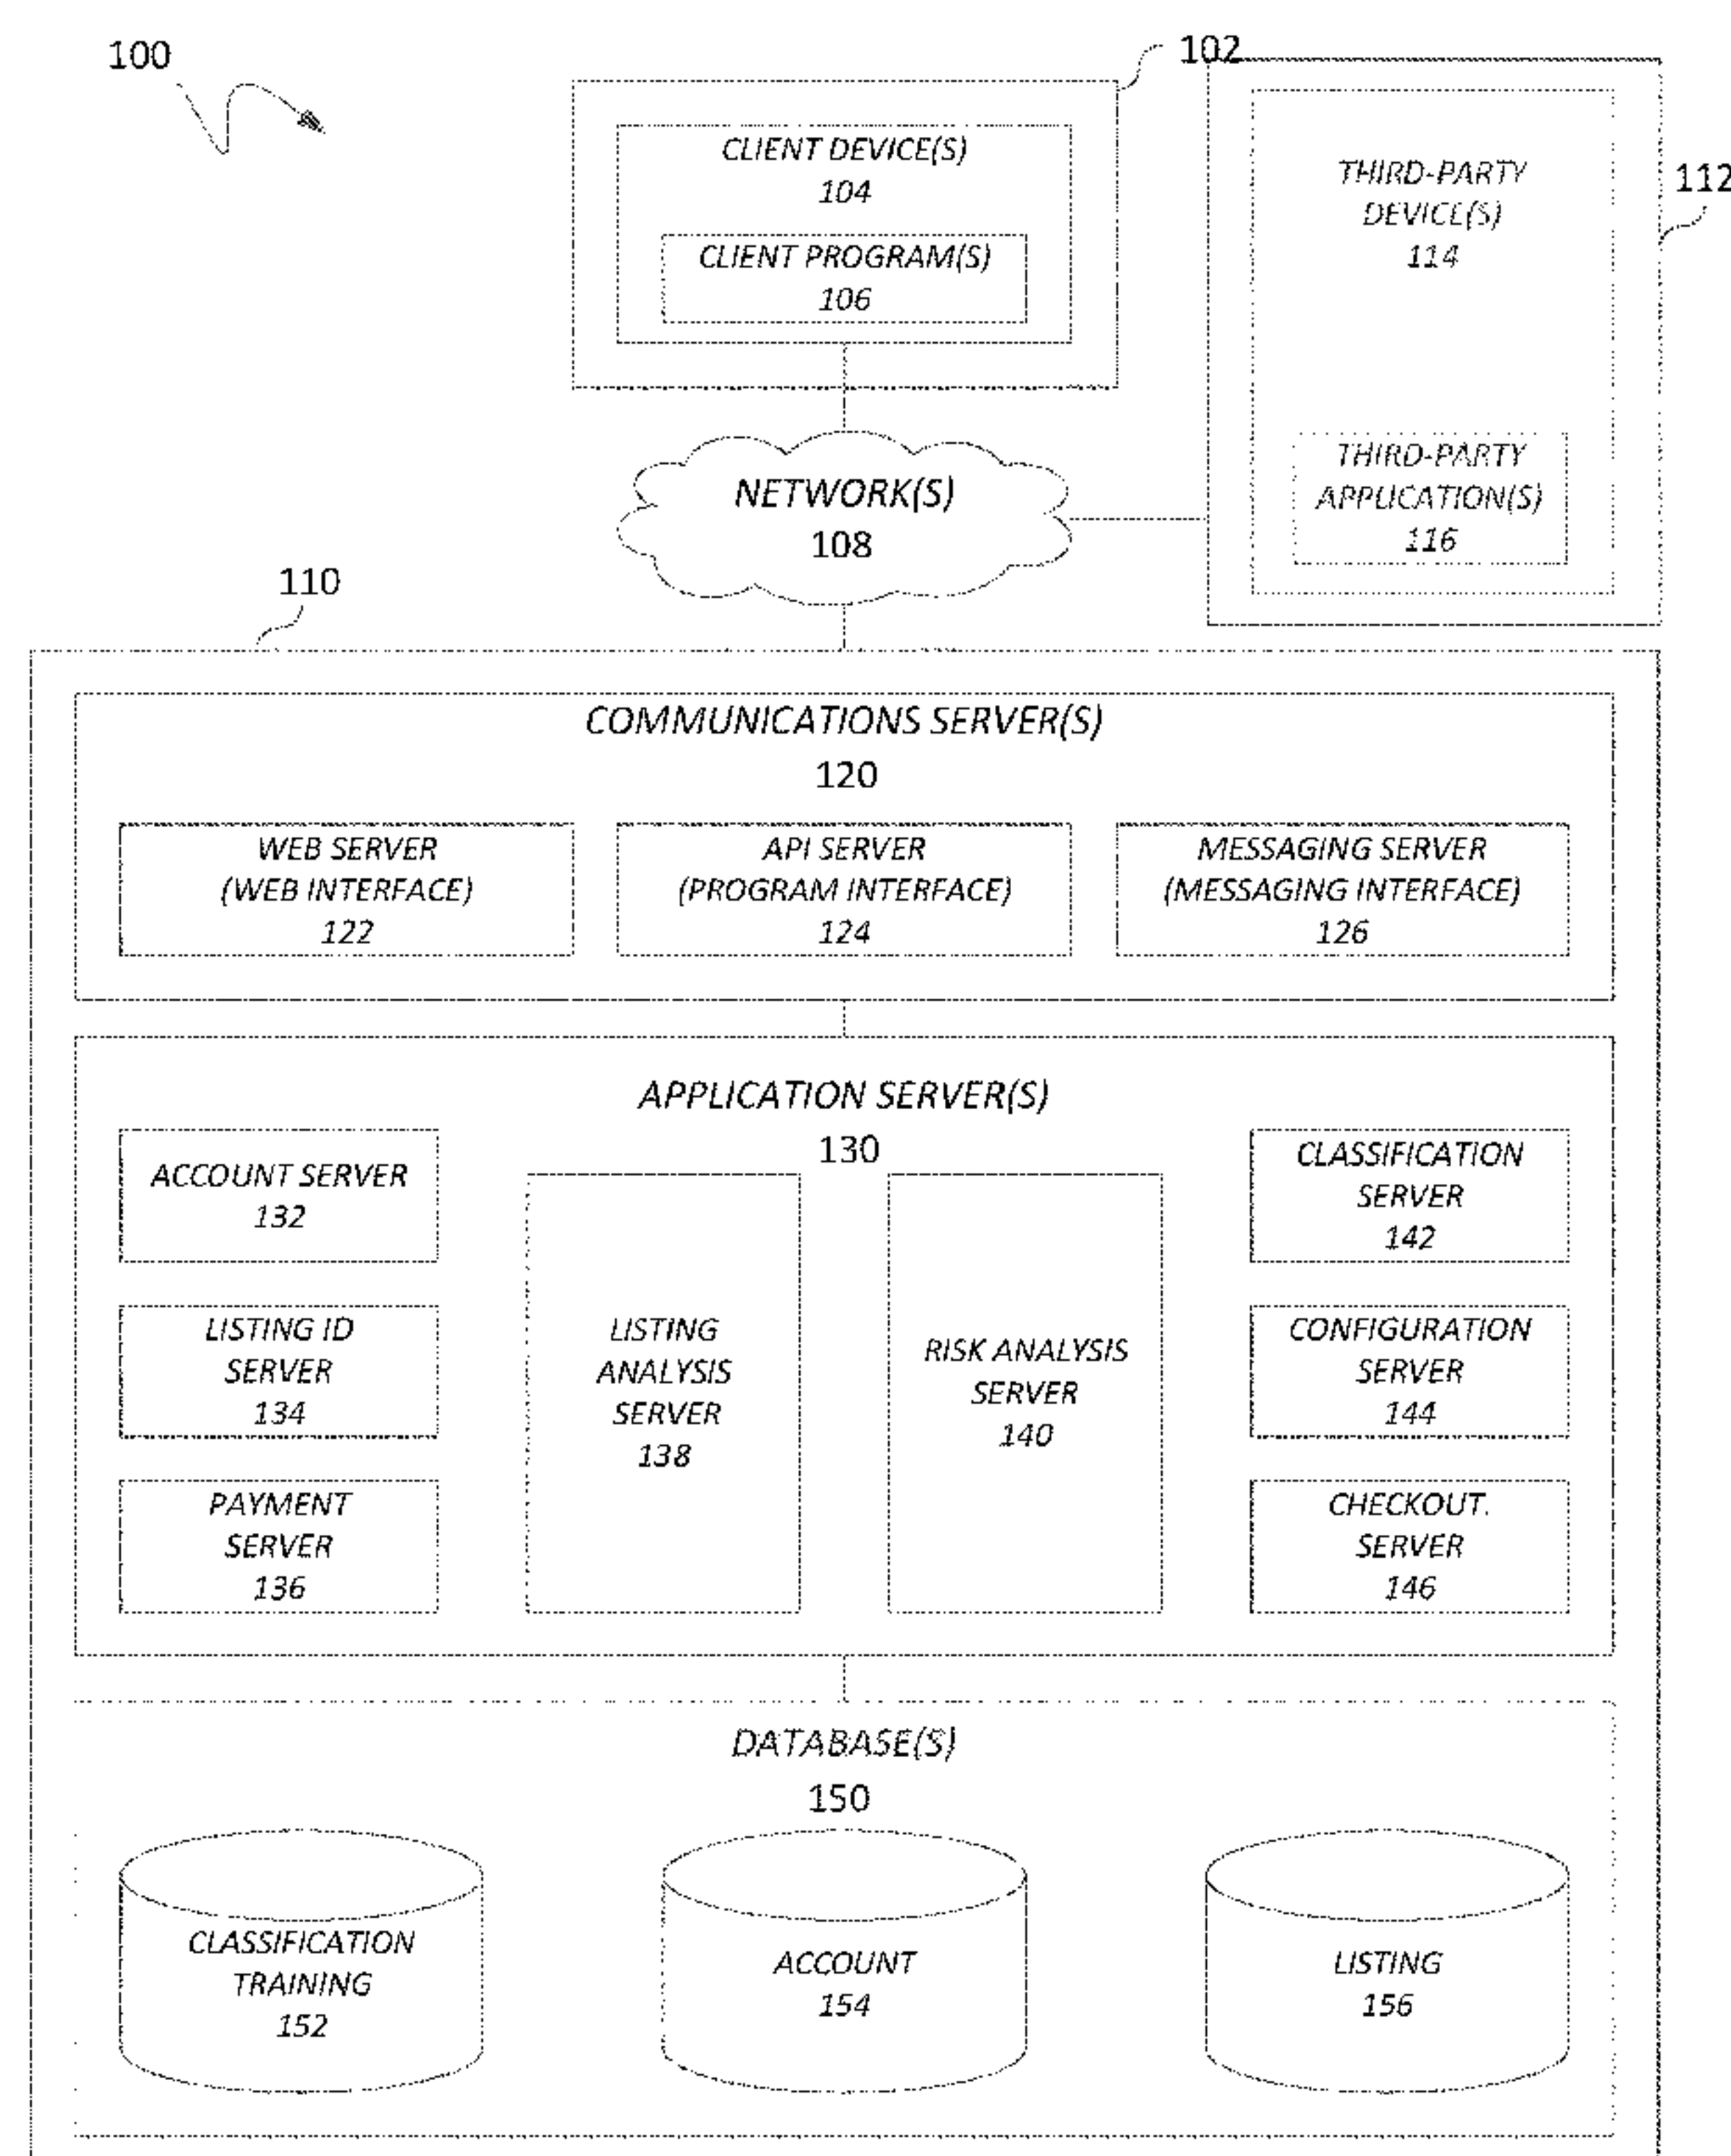 100
102
CLIENT DEVICE(S)
104
CLIENT PROGRAM(S)
106
112
THIRD-PARTY
DEVICE(S)
114
THIRD-PARTY
APPLICATION(S)
116
NETWORK(S)
108
110
COMMUNICATIONS SERVER(S)
120
WEB SERVER
(WEB INTERFACE)
122
API SERVER
(PROGRAM INTERFACE)
124
MESSAGING SERVER
(MESSAGING INTERFACE)
126
APPLICATION SERVER(S)
130
ACCOUNT SERVER
132
LISTING ID
SERVER
134
PAYMENT
SERVER
136
LISTING
ANALYSIS
SERVER
138
RISK ANALYSIS
SERVER
140
CLASSIFICATION
SERVER
142
CONFIGURATION
SERVER
144
CHECKOUT.
SERVER
146
DATABASE(S)
150
CLASSIFICATION
TRAINING
152
ACCOUNT
154
LISTING
156